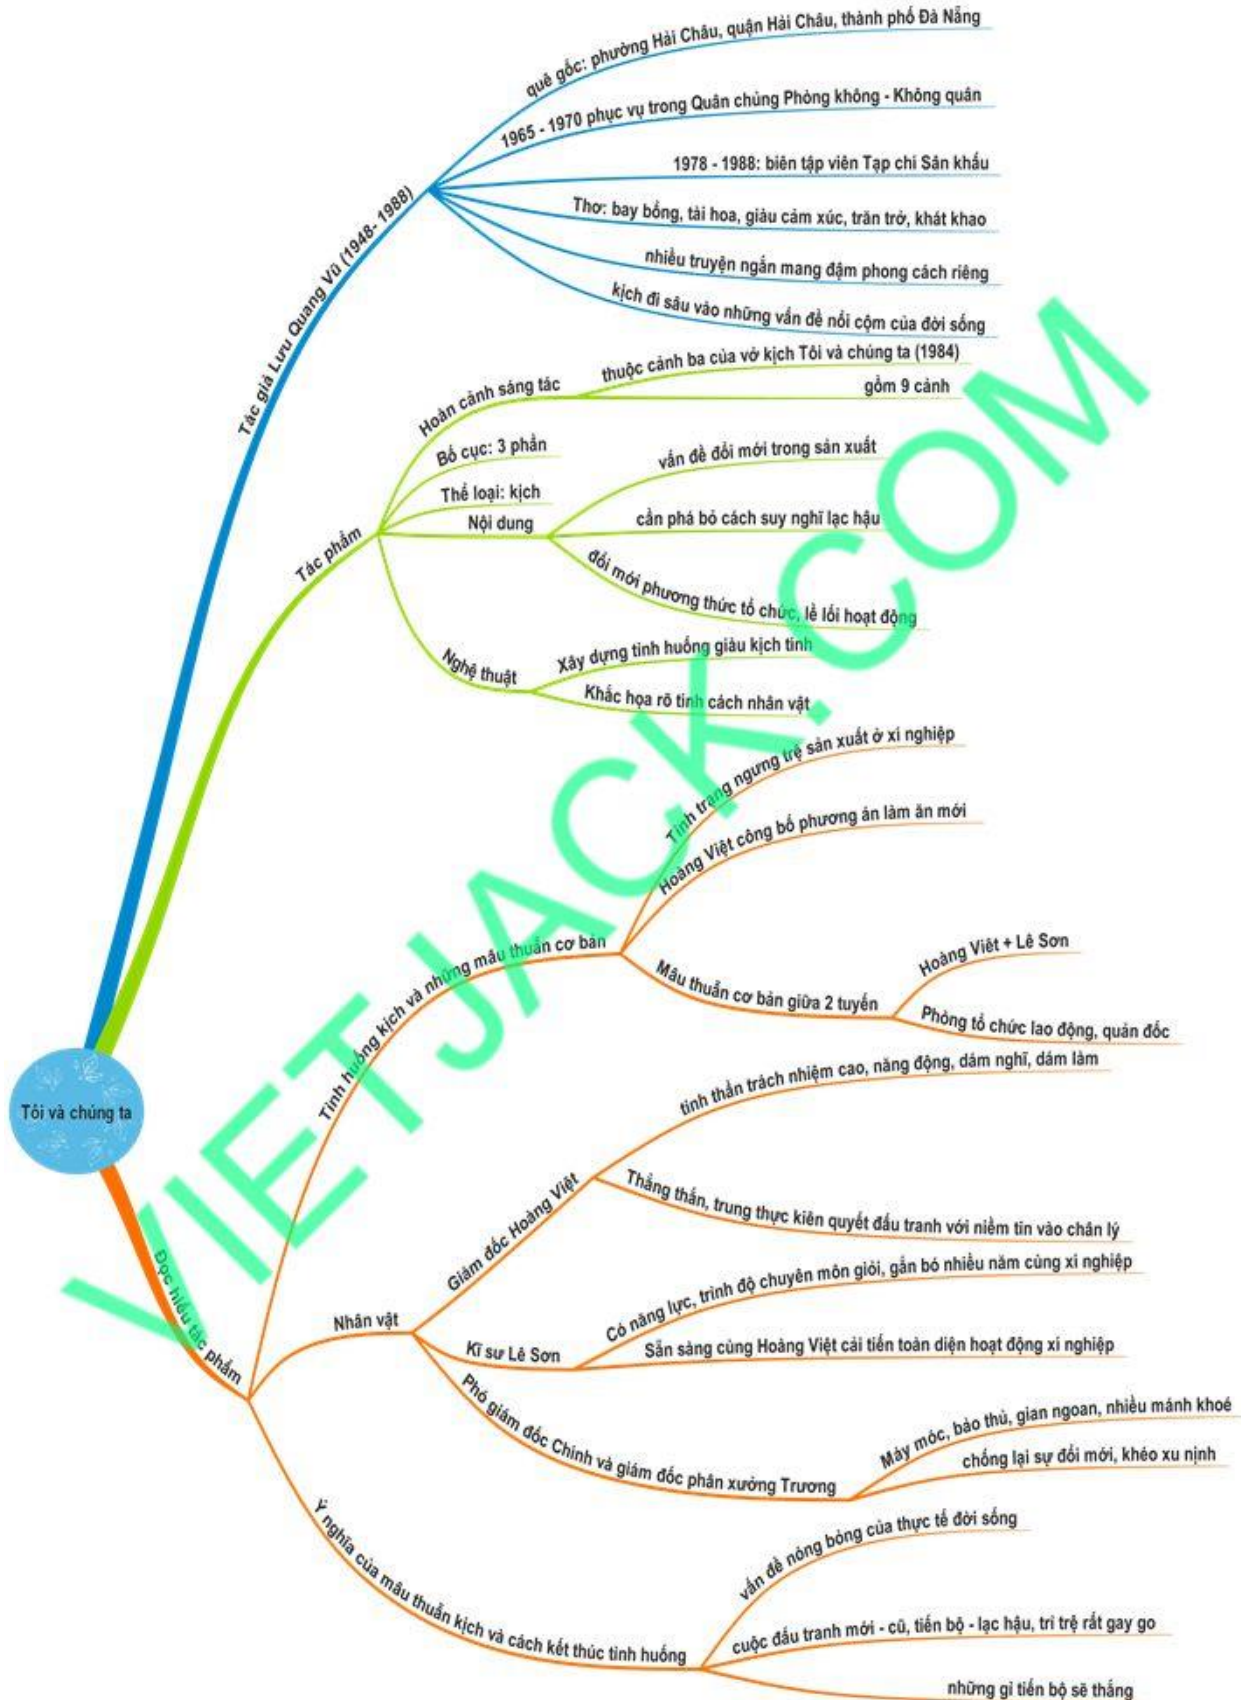 quê gốc: phường Hải Châu, quận Hải Châu, thành phố Đà Nẵng
1965 - 1970 phục vụ trong Quân chủng Phòng không - Không quân
1978 - 1988: biên tập viên Tạp chí Sân khấu
Thơ: bay bổng, tài hoa, giàu cảm xúc, trăn trở, khát khao
nhiều truyện ngắn mang đậm phong cách riêng
kịch đi sâu vào những vấn đề nổi cộm của đời sống
Tác giả Lưu Quang Vũ (1948- 1988)
thuộc cảnh ba của vở kịch Tôi và chúng ta (1984)
gồm 9 cảnh
Hoàn cảnh sáng tác
Bố cục: 3 phần
Thể loại: kịch
Nội dung
vấn đề đổi mới trong sản xuất
cần phá bỏ cách suy nghĩ lạc hậu
đổi mới phương thức tổ chức, lề lối hoạt động
Tác phẩm
Nghệ thuật
Xây dựng tình huống giàu kịch tính
Khắc họa rõ tính cách nhân vật
Tình trạng ngưng trệ sản xuất ở xí nghiệp
Hoàng Việt công bố phương án làm ăn mới
Tình huống kịch và những mâu thuẫn cơ bản
Mâu thuẫn cơ bản giữa 2 tuyến
Hoàng Việt + Lê Sơn
Phòng tổ chức lao động, quản đốc
Tôi và chúng ta
tinh thần trách nhiệm cao, năng động, dám nghĩ, dám làm
Thẳng thắn, trung thực kiên quyết đấu tranh với niềm tin vào chân lý
Giám đốc Hoàng Việt
Có năng lực, trình độ chuyên môn giỏi, gắn bó nhiều năm cùng xí nghiệp
Sẵn sàng cùng Hoàng Việt cải tiến toàn diện hoạt động xí nghiệp
Nhân vật
Kĩ sư Lê Sơn
Đọc hiểu tác phẩm
Phó giám đốc Chính và giám đốc phân xưởng Trương
Máy móc, bảo thủ, gian ngoan, nhiều mánh khoé
chống lại sự đổi mới, khéo xu nịnh
Ý nghĩa của mâu thuẫn kịch và cách kết thúc tình huống
vấn đề nóng bỏng của thực tế đời sống
cuộc đấu tranh mới - cũ, tiến bộ - lạc hậu, trì trệ rất gay go
những gì tiến bộ sẽ thắng
VIETJACK.COM